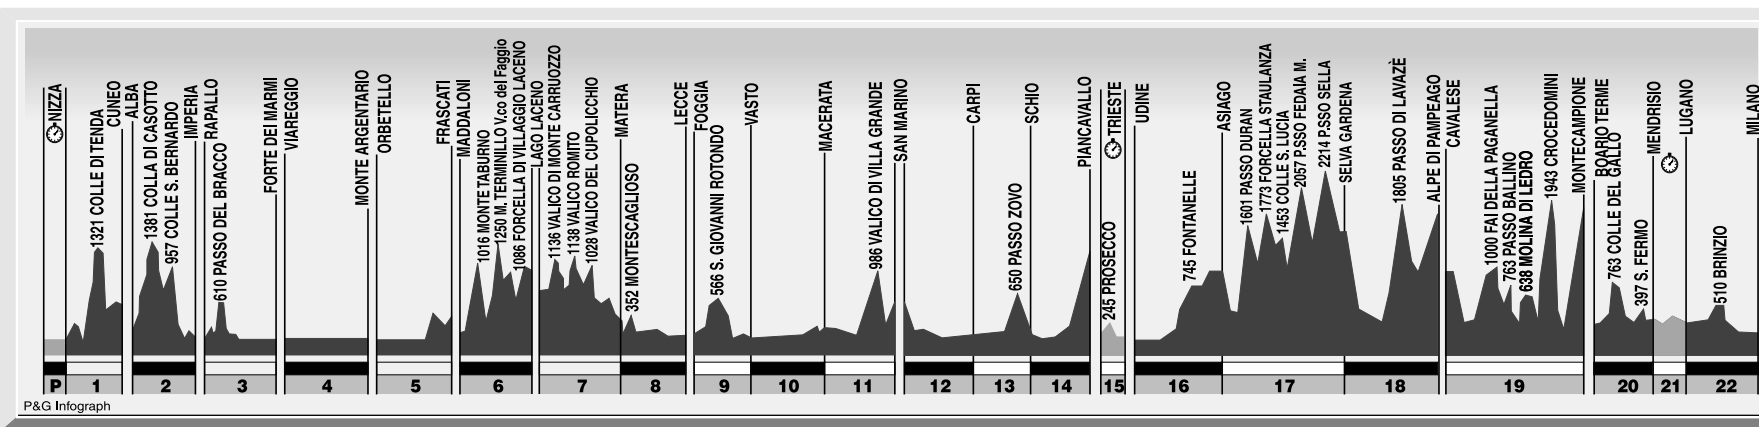 NIZZA
1321 COLLE DI TENDA
CUNEO
ALBA
1381 COLLA DI CASOTTO
957 COLLE S. BERNARDO
IMPERIA
RAPALLO
610 PASSO DEL BRACCO
FORTE DEI MARMI
VIAREGGIO
MONTE ARGENTARIO
ORBETELLO
FRASCATI
MADDALONI
1016 MONTE TABURNO
1250 M. TERMINILLO V.co del Faggio
1086 FORCELLA DI VILLAGGIO LACENO
LAGO LACENO
1136 VALICO DI MONTE CARRUOZZO
1138 VALICO ROMITO
1028 VALICO DEL CUPOLICCHIO
MATERA
352 MONTESCAGLIOSO
LECCE
FOGGIA
566 S. GIOVANNI ROTONDO
VASTO
MACERATA
986 VALICO DI VILLA GRANDE
SAN MARINO
CARPI
650 PASSO ZOVO
SCHIO
PIANCAVALLO
245 PROSECCO
TRIESTE
UDINE
745 FONTANELLE
ASIAGO
1601 PASSO DURAN
1773 FORCELLA STAULANZA
1453 COLLE S. LUCIA
2057 P.SSO FEDAIA M.
2214 P.SSO SELLA
SELVA GARDENA
1805 PASSO DI LAVAZÈ
ALPE DI PAMPEAGO
CAVALESE
1000 FAI DELLA PAGANELLA
763 PASSO BALLINO
638 MOLINA DI LEDRO
1943 CROCEDOMINI
MONTECAMPIONE
BOARIO TERME
763 COLLE DEL GALLO
397 S. FERMO
MENDRISIO
LUGANO
510 BRINZIO
MILANO
P 1 2 3 4 5 6 7 8 9 10 11 12 13 14 15 16 17 18 19 20 21 22
P&G Infograph